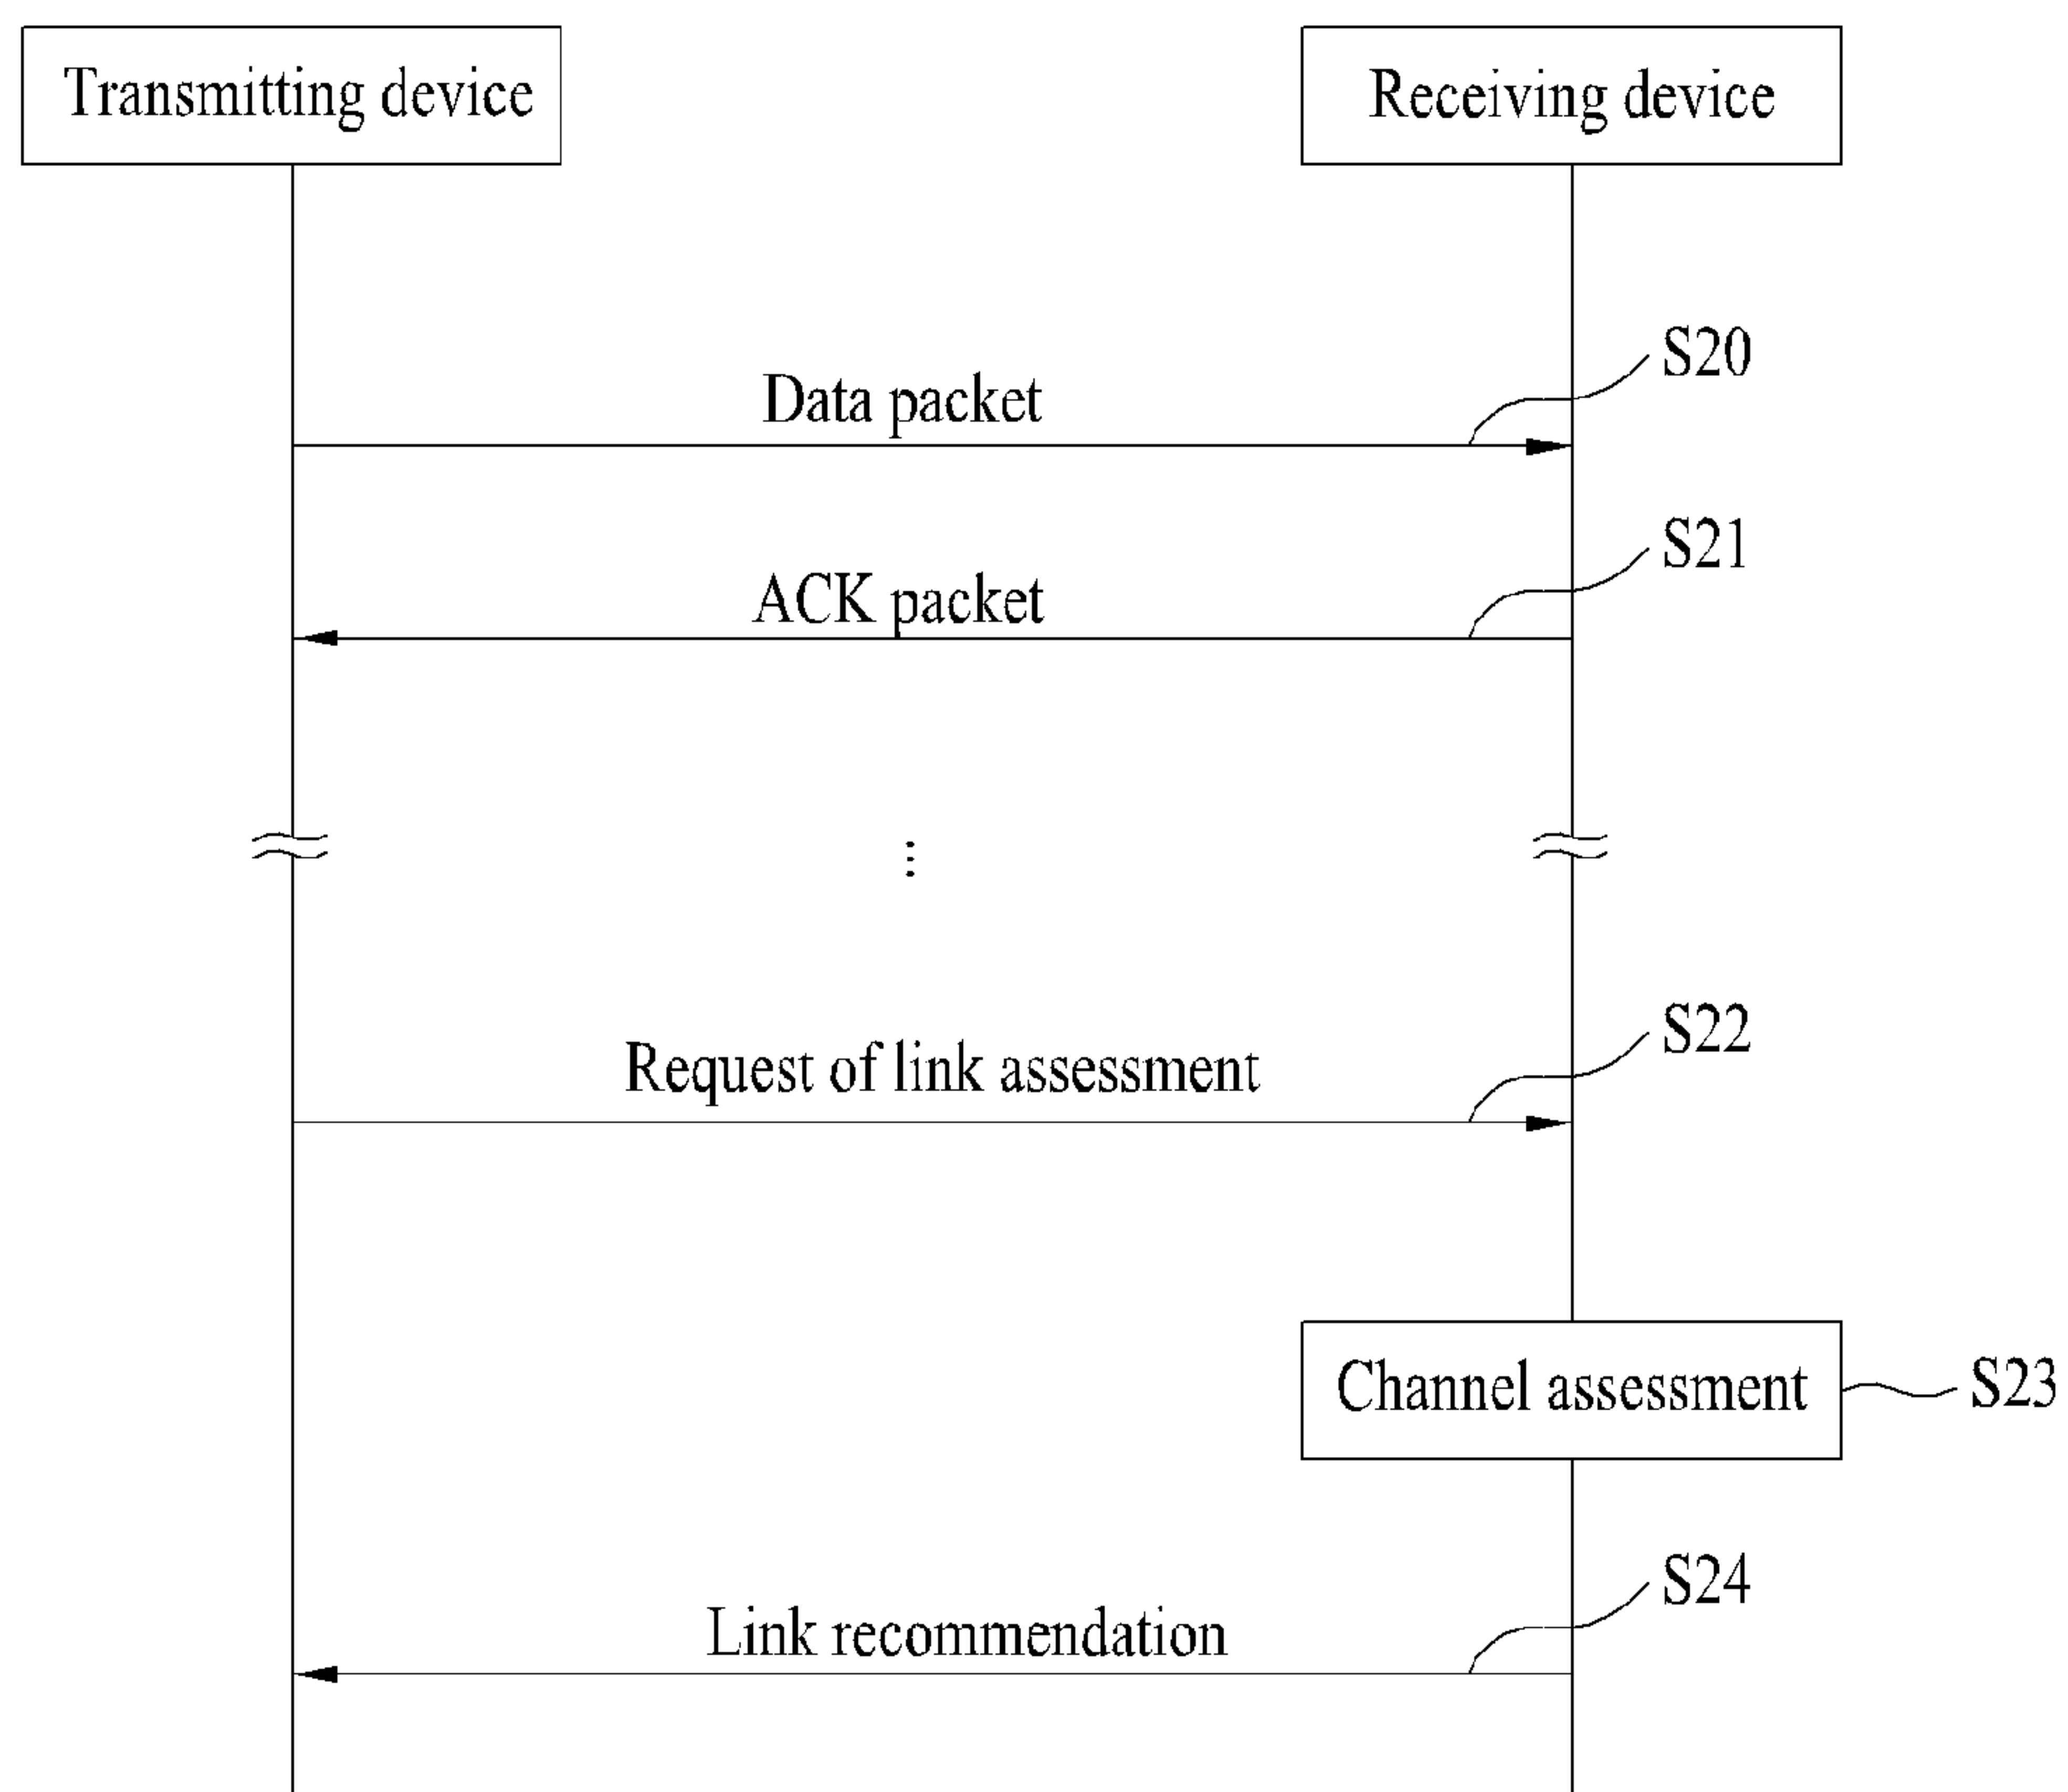 Transmitting device
Receiving device
S20
Data packet
S21
ACK packet
S22
Request of link assessment
Channel assessment
S23
S24
Link recommendation